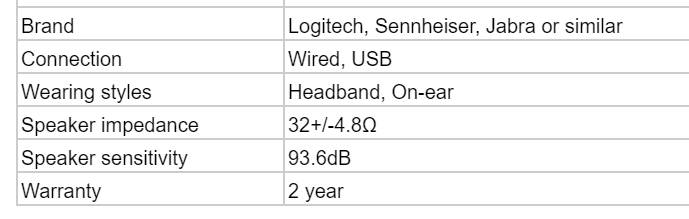 Brand Logitech, Sennheiser, Jabra or similar
Connection Wired, USB
Wearing styles Headband, On-ear
Speaker impedance 32+/-4.8Ω
Speaker sensitivity 93.6dB
Warranty 2 year